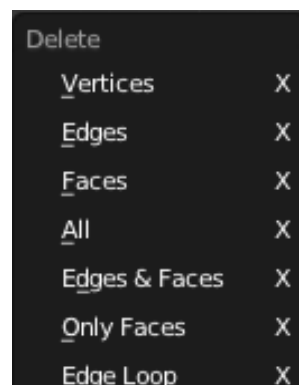 Delete
Vertices X
Edges X
Faces X
All X
Edges & Faces X
Only Faces X
Edge Loop X